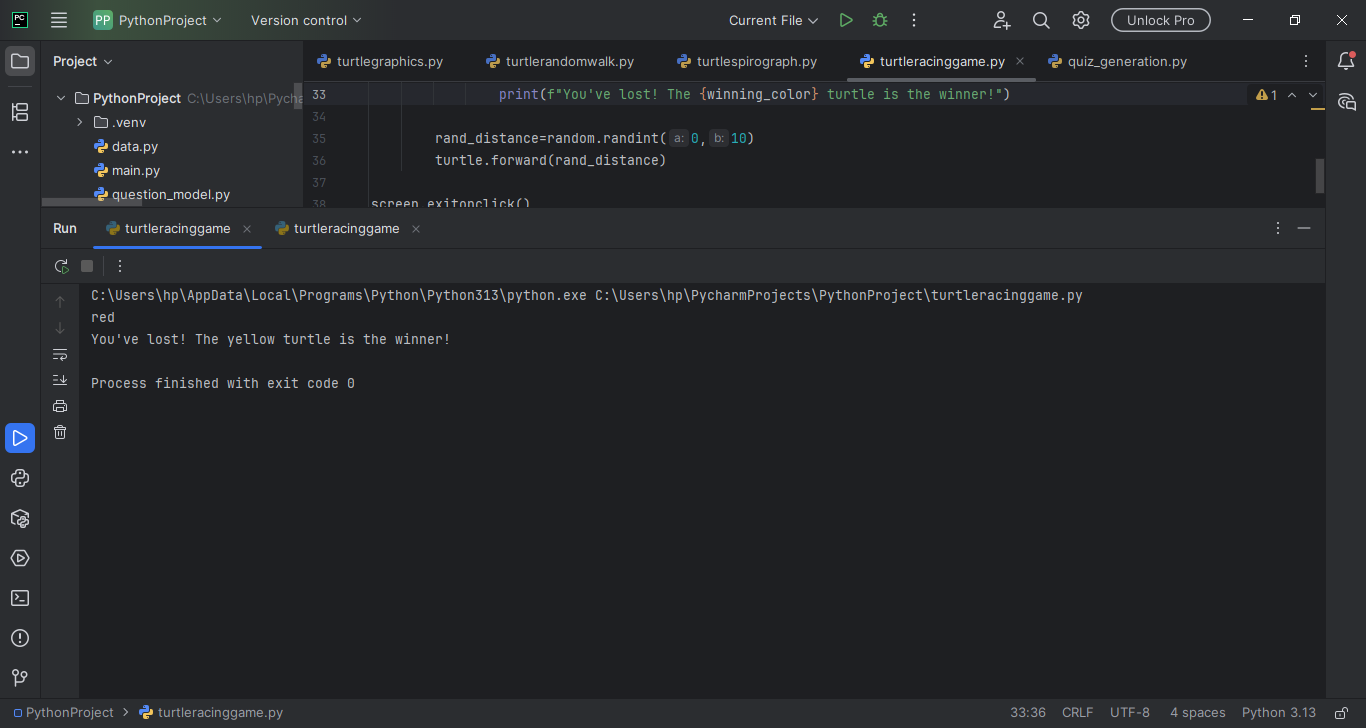 PC
PP PythonProject
Version control
Current File
Unlock Pro
Project
turtlegraphics.py
turtlerandomwalk.py
turtlespirograph.py
turtleracinggame.py
quiz_generation.py
PythonProject C:\Users\hp\Pycha
.venv
data.py
main.py
question_model.py
33 print(f"You've lost! The {winning_color} turtle is the winner!")
34
35 rand_distance=random.randint( a: 0, b: 10)
36 turtle.forward(rand_distance)
37
38 screen.exitonclick()
1
Run
turtleracinggame
turtleracinggame
C:\Users\hp\AppData\Local\Programs\Python\Python313\python.exe C:\Users\hp\PycharmProjects\PythonProject\turtleracinggame.py
red
You've lost! The yellow turtle is the winner!
Process finished with exit code 0
PythonProject
turtleracinggame.py
33:36
CRLF
UTF-8
4 spaces
Python 3.13